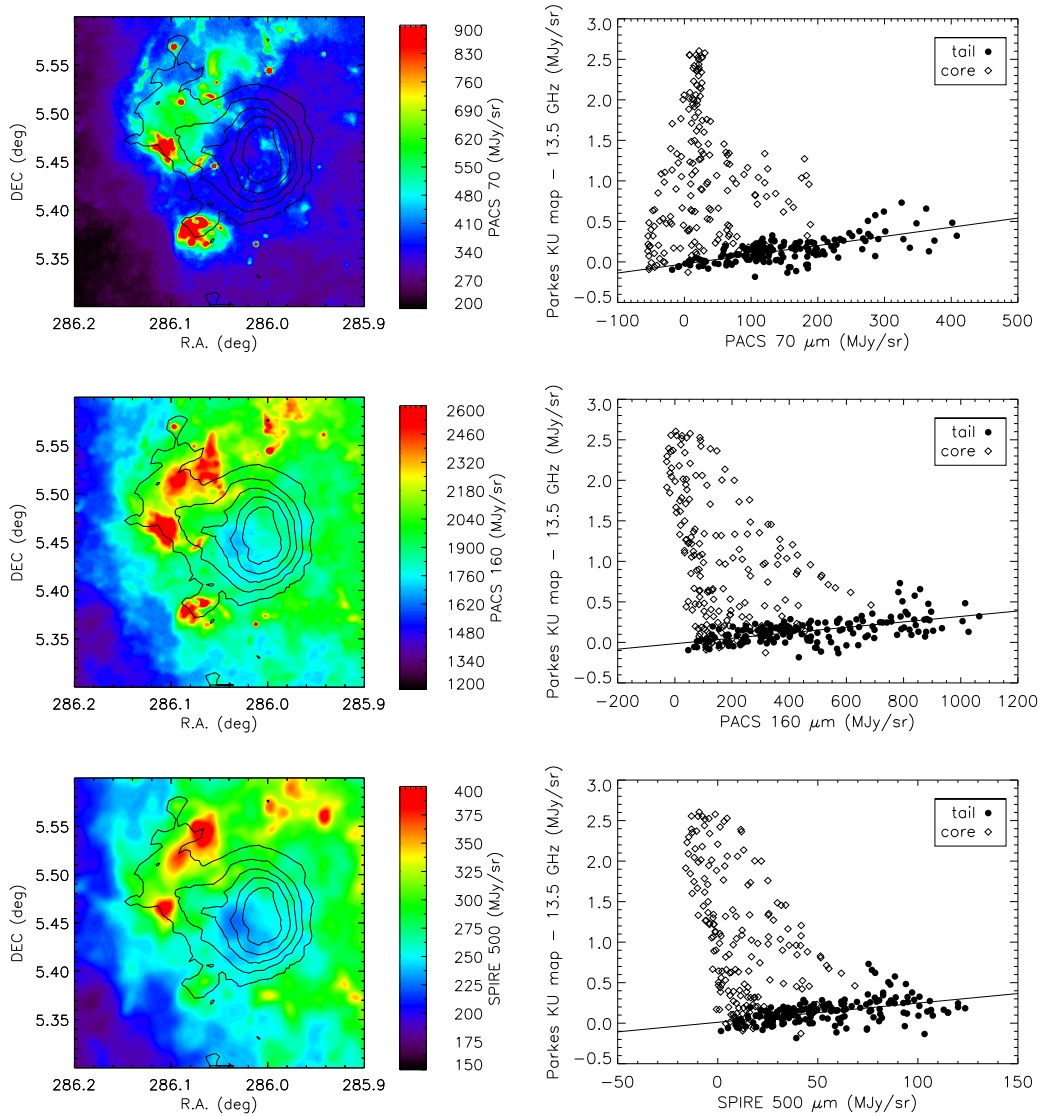 5.55
5.50
5.45
5.40
5.35
DEC (deg)
286.2 286.1 286.0 285.9
R.A. (deg)
900
830
760
690
620
550
480
410
340
270
200
PACS 70 (MJy/sr)
3.0
2.5
2.0
1.5
1.0
0.5
0.0
−0.5
Parkes KU map − 13.5 GHz (MJy/sr)
tail
core
−100 0 100 200 300 400 500
PACS 70 μm (MJy/sr)
5.55
5.50
5.45
5.40
5.35
DEC (deg)
286.2 286.1 286.0 285.9
R.A. (deg)
2600
2460
2320
2180
2040
1900
1760
1620
1480
1340
1200
PACS 160 (MJy/sr)
3.0
2.5
2.0
1.5
1.0
0.5
0.0
−0.5
Parkes KU map − 13.5 GHz (MJy/sr)
tail
core
−200 0 200 400 600 800 1000 1200
PACS 160 μm (MJy/sr)
5.55
5.50
5.45
5.40
5.35
DEC (deg)
286.2 286.1 286.0 285.9
R.A. (deg)
400
375
350
325
300
275
250
225
200
175
150
SPIRE 500 (MJy/sr)
3.0
2.5
2.0
1.5
1.0
0.5
0.0
−0.5
Parkes KU map − 13.5 GHz (MJy/sr)
tail
core
−50 0 50 100 150
SPIRE 500 μm (MJy/sr)